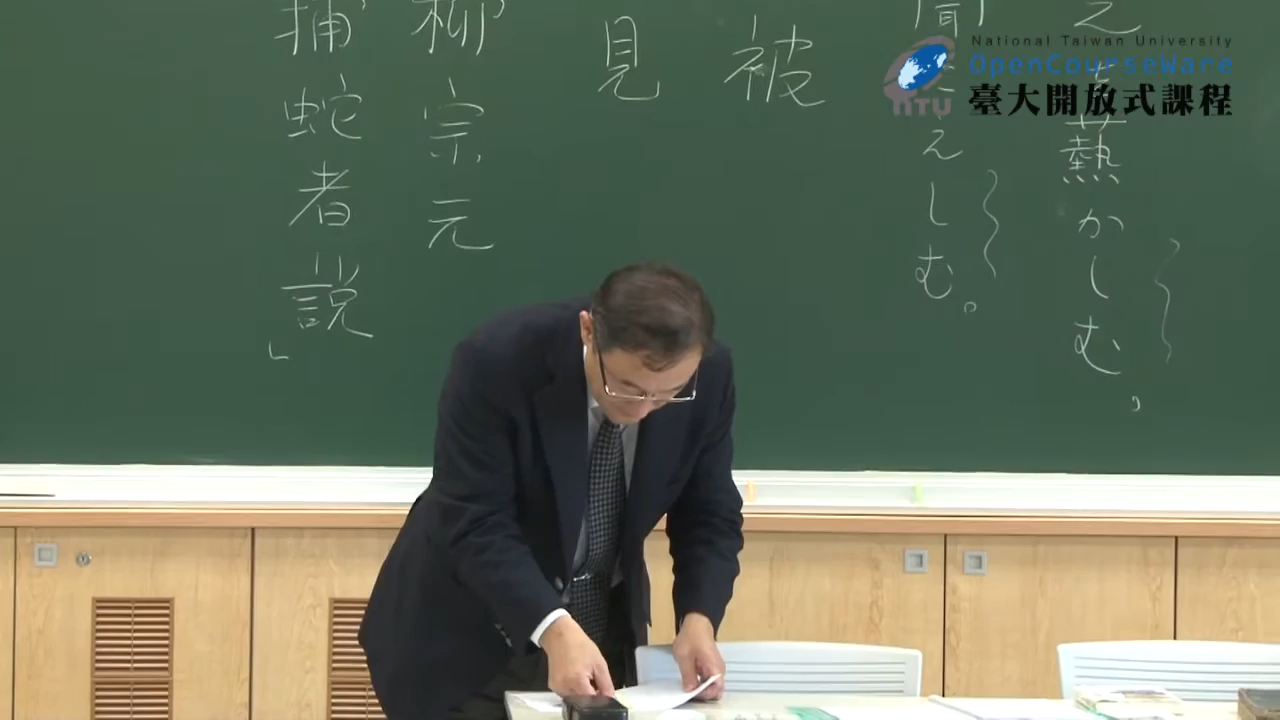 National Taiwan University
OpenCourseWare
臺大開放式課程
NTU
熱かしむ。
えしむ。
被
見
柳宗元
捕蛇者説」